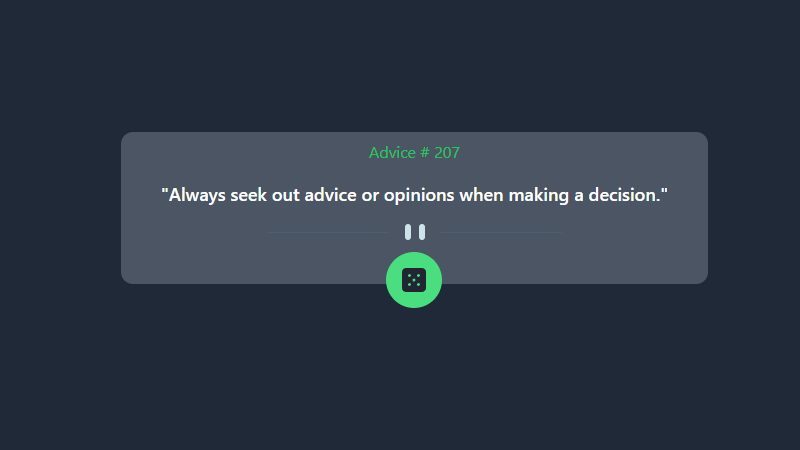 Advice # 207
"Always seek out advice or opinions when making a decision."